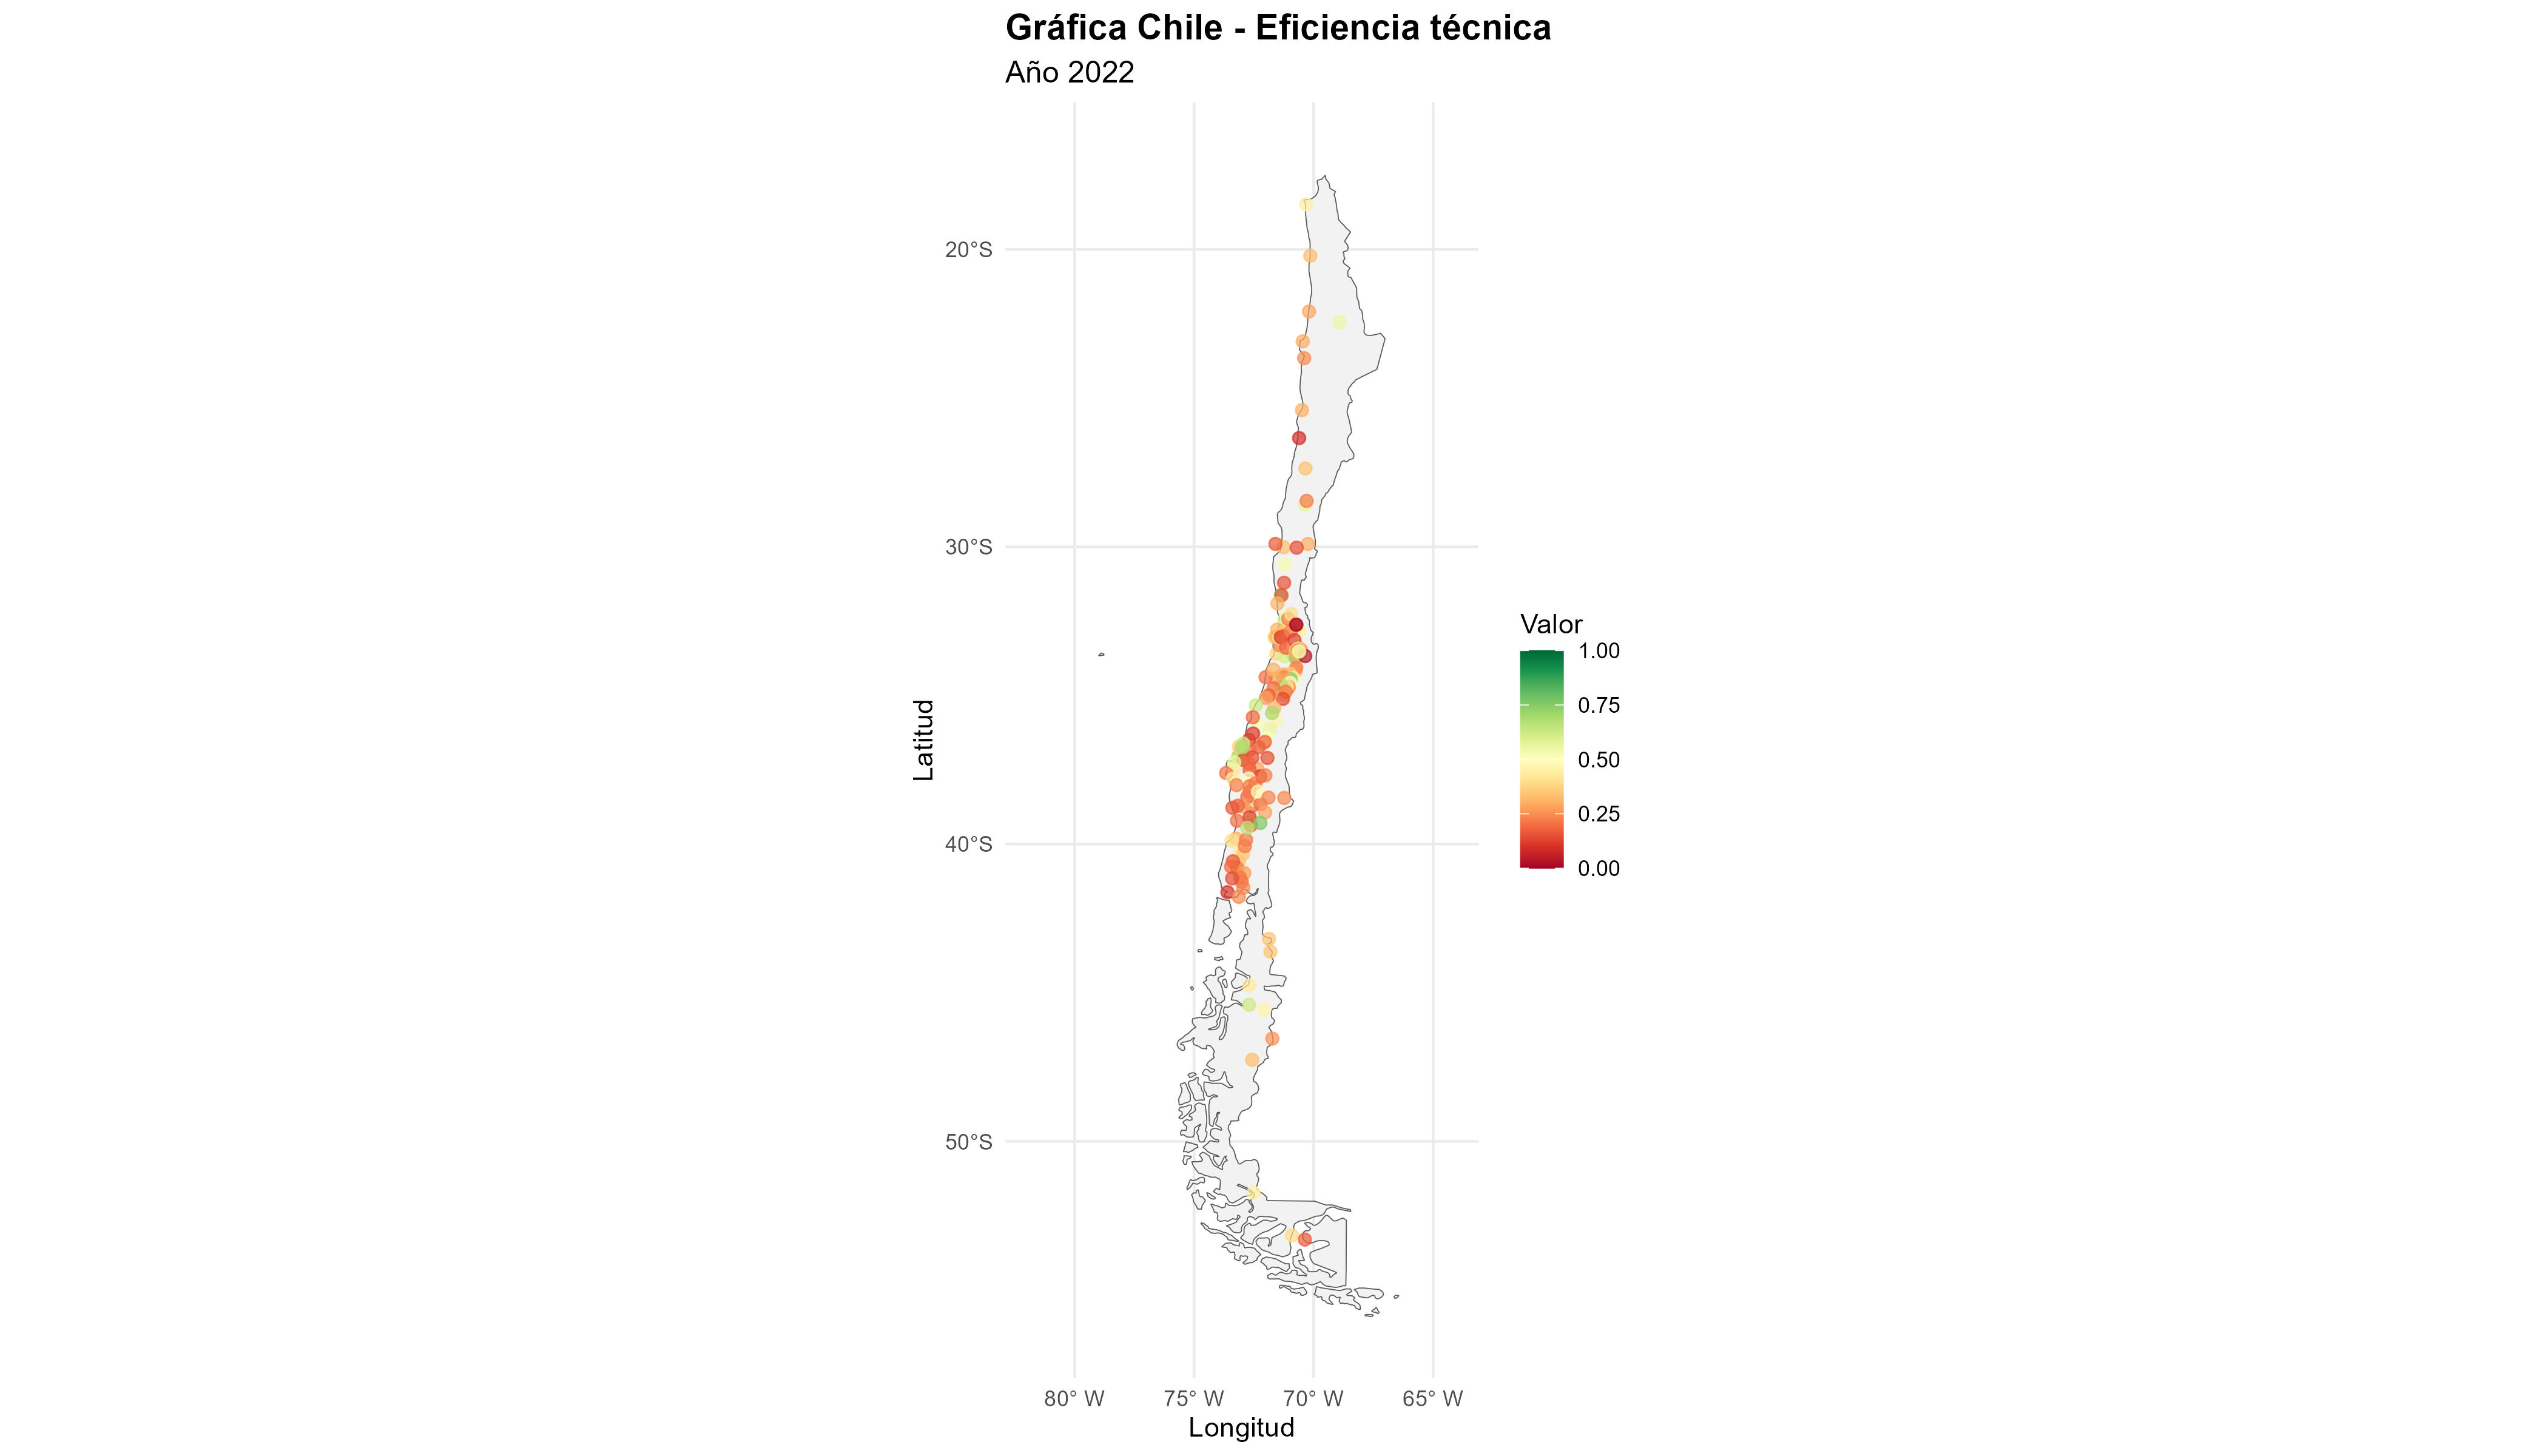 Gráfica Chile - Eficiencia técnica
Año 2022
20°S
30°S
40°S
50°S
Latitud
80° W
75° W
70° W
65° W
Longitud
Valor
1.00
0.75
0.50
0.25
0.00